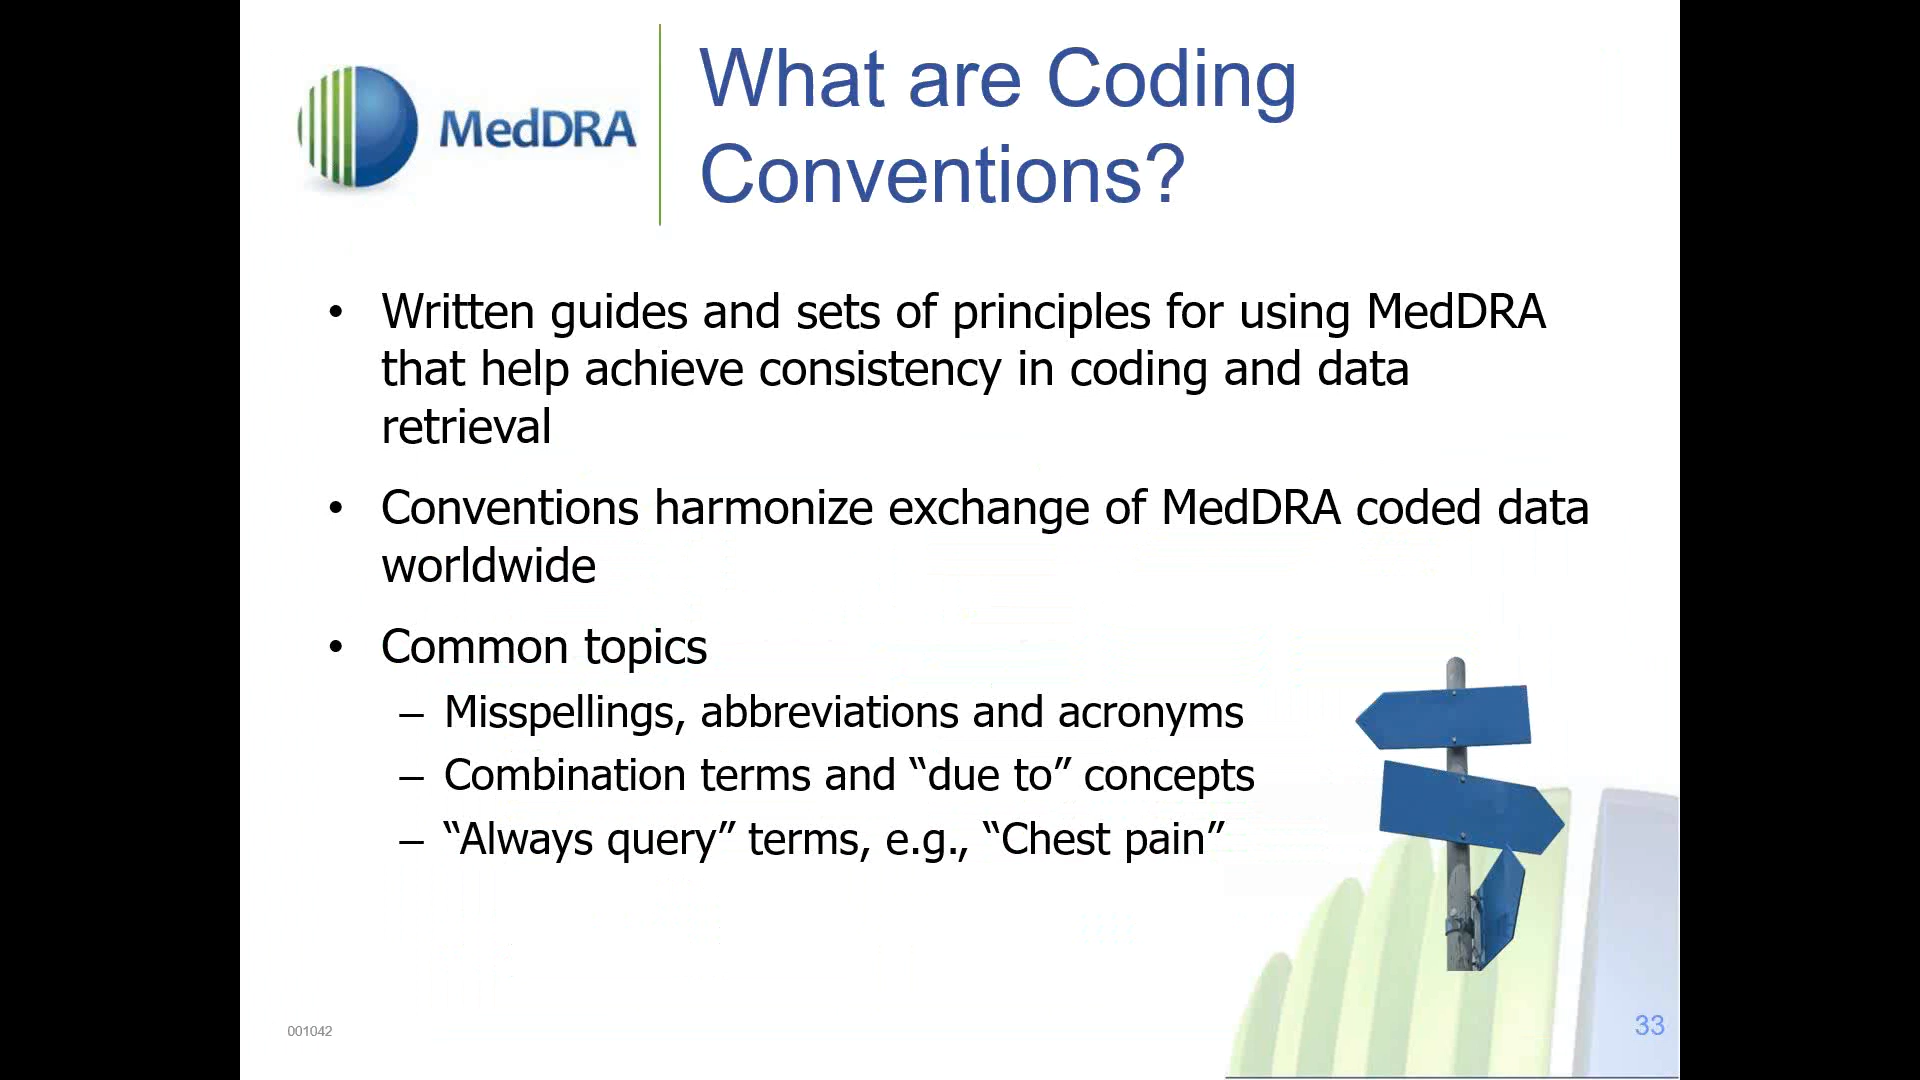 MedDRA
What are Coding
Conventions?
• Written guides and sets of principles for using MedDRA
that help achieve consistency in coding and data
retrieval
• Conventions harmonize exchange of MedDRA coded data
worldwide
• Common topics
– Misspellings, abbreviations and acronyms
– Combination terms and “due to” concepts
– “Always query” terms, e.g., “Chest pain”
001042
33